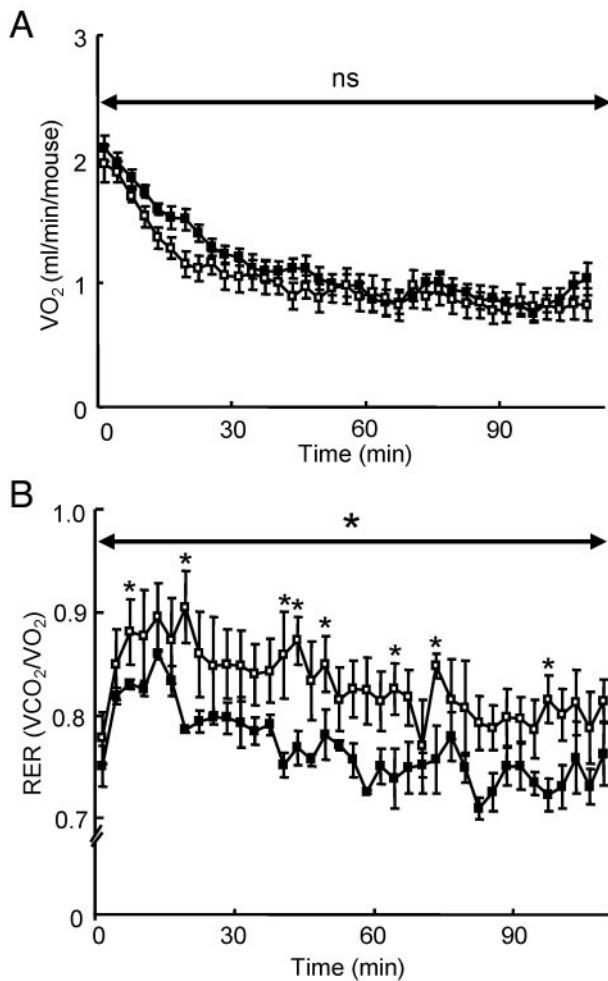 A
3
ns
2
VO₂ (ml/min/mouse)
1
0
0
30
60
90
Time (min)
B
1.0
*
* * * * * * * *
0.9
RER (VCO₂/VO₂)
0.8
0.7
0
0
30
60
90
Time (min)